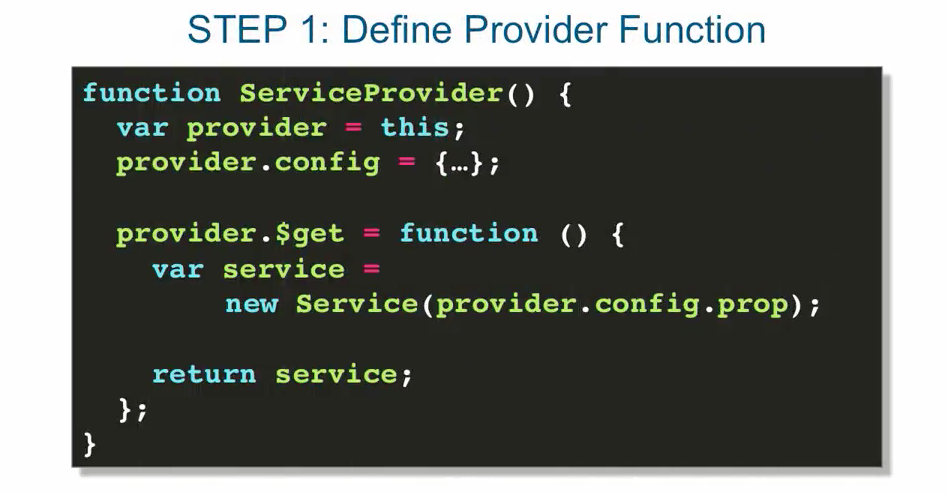 STEP 1: Define Provider Function
function ServiceProvider() {
  var provider = this;
  provider.config = {…};
  provider.$get = function () {
    var service =
        new Service(provider.config.prop);
    return service;
  };
}